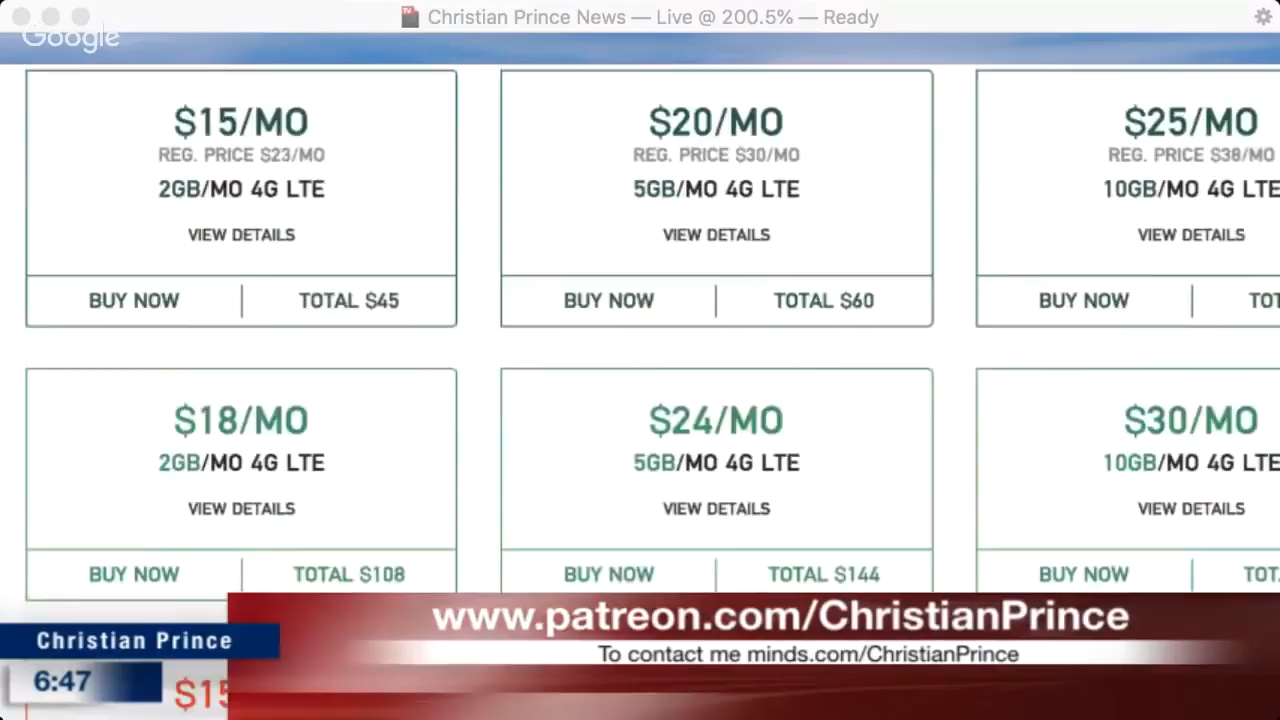 Christian Prince News — Live @ 200.5% — Ready
Google
$15/MO
REG. PRICE $23/MO
2GB/MO 4G LTE
VIEW DETAILS
BUY NOW
TOTAL $45
$20/MO
REG. PRICE $30/MO
5GB/MO 4G LTE
VIEW DETAILS
BUY NOW
TOTAL $60
$25/MO
REG. PRICE $38/MO
10GB/MO 4G LTE
VIEW DETAILS
BUY NOW
TOT
$18/MO
2GB/MO 4G LTE
VIEW DETAILS
BUY NOW
TOTAL $108
$24/MO
5GB/MO 4G LTE
VIEW DETAILS
BUY NOW
TOTAL $144
$30/MO
10GB/MO 4G LTE
VIEW DETAILS
BUY NOW
TOT
www.patreon.com/ChristianPrince
To contact me minds.com/ChristianPrince
Christian Prince
6:47
$15